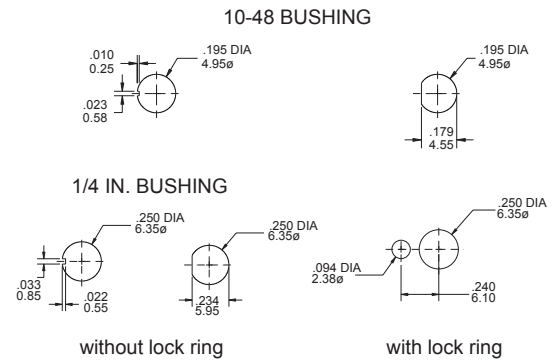 10-48 BUSHING
.010
0.25
.195 DIA
4.95ø
.023
0.58
.195 DIA
4.95ø
.179
4.55
1/4 IN. BUSHING
.250 DIA
6.35ø
.033
0.85
.022
0.55
.250 DIA
6.35ø
.234
5.95
.250 DIA
6.35ø
.094 DIA
2.38ø
.240
6.10
without lock ring
with lock ring